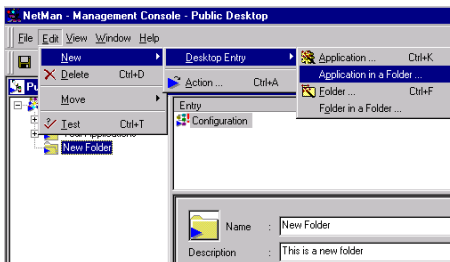 NetMan - Management Console - Public Desktop
File Edit View Window Help
New
Delete Ctrl+D
Move
Test Ctrl+T
Desktop Entry
Action ... Ctrl+A
Application ... Ctrl+K
Application in a Folder ...
Folder ... Ctrl+F
Folder in a Folder ...
Pu
New Folder
Entry
Configuration
Name : New Folder
Description : This is a new folder